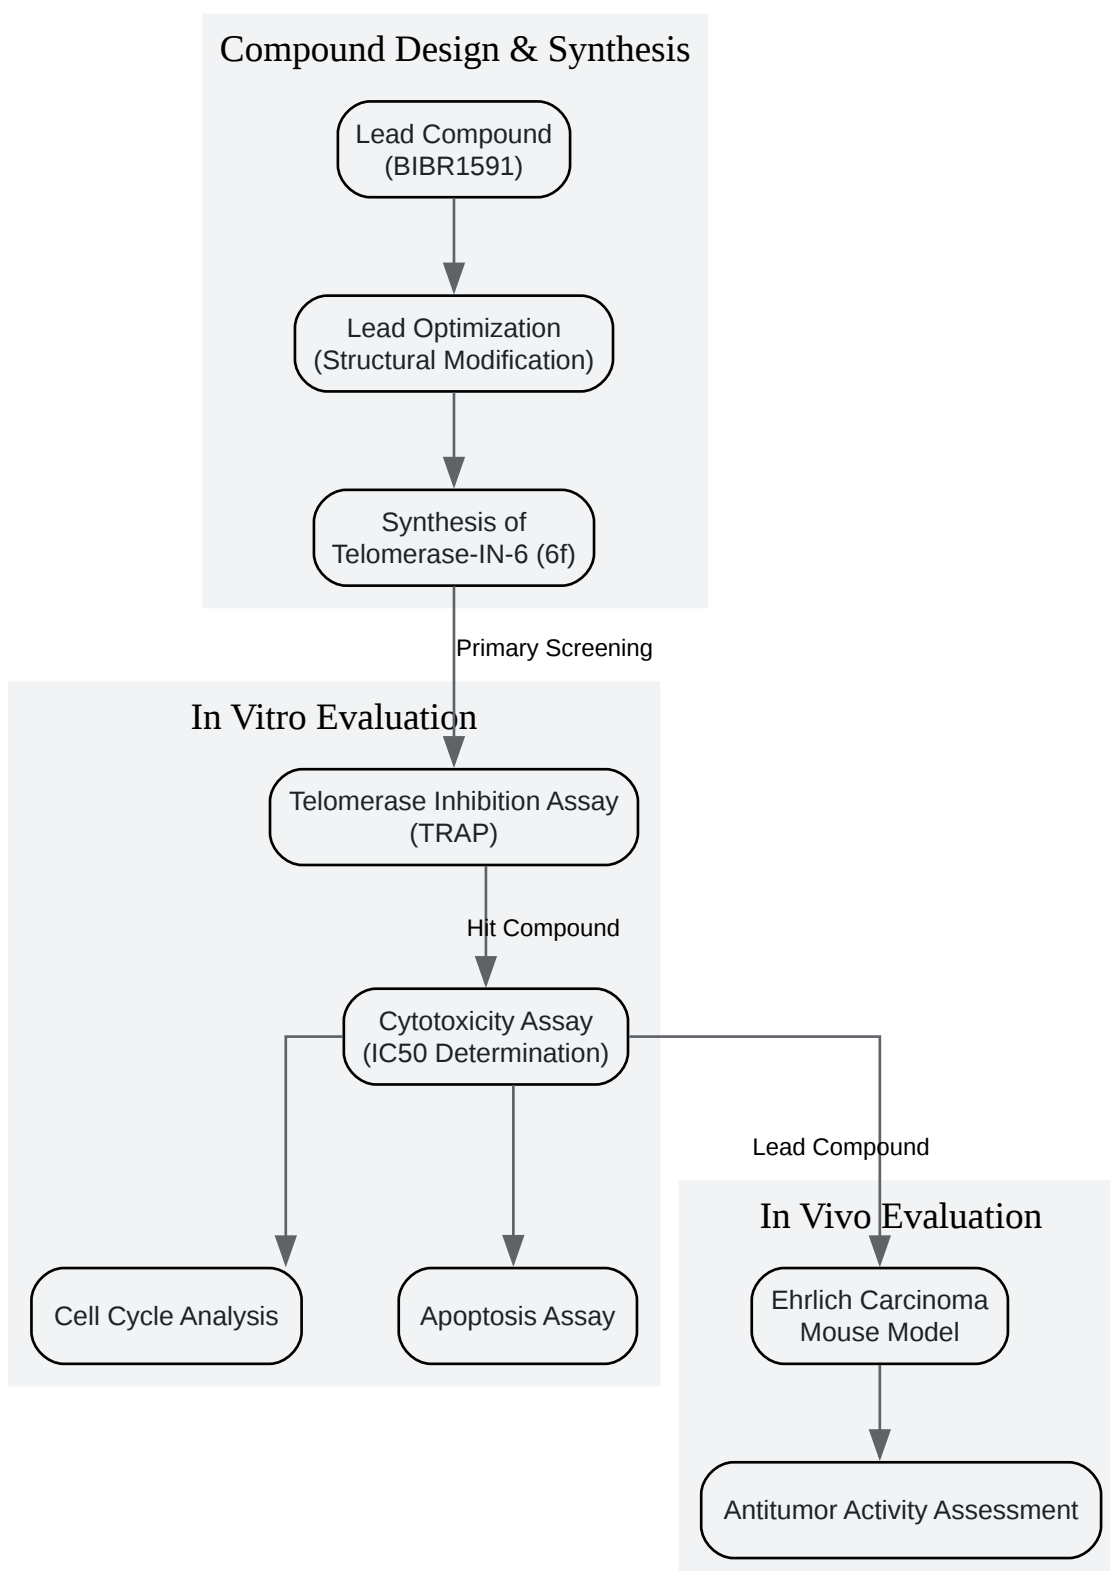 Compound Design & Synthesis
Lead Compound
(BIBR1591)
Lead Optimization
(Structural Modification)
Synthesis of
Telomerase-IN-6 (6f)
Primary Screening
In Vitro Evaluation
Telomerase Inhibition Assay
(TRAP)
Hit Compound
Cytotoxicity Assay
(IC50 Determination)
Lead Compound
In Vivo Evaluation
Cell Cycle Analysis
Apoptosis Assay
Ehrlich Carcinoma
Mouse Model
Antitumor Activity Assessment